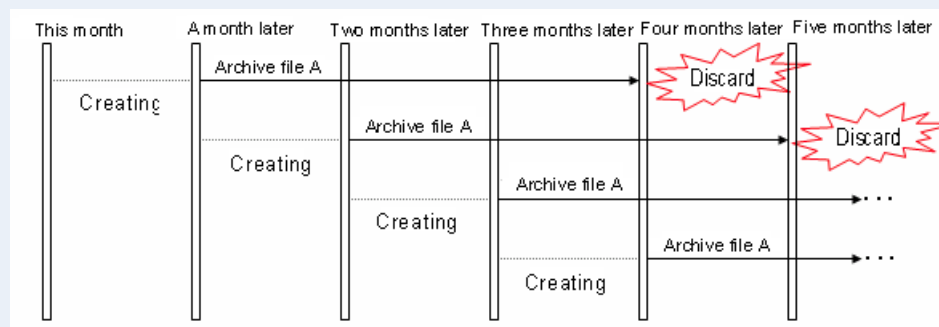 This month
A month later
Two months later
Three months later
Four months later
Five months later
Archive file A
Discard
Creating
Archive file A
Discard
Creating
Archive file A
...
Creating
Archive file A
...
Creating